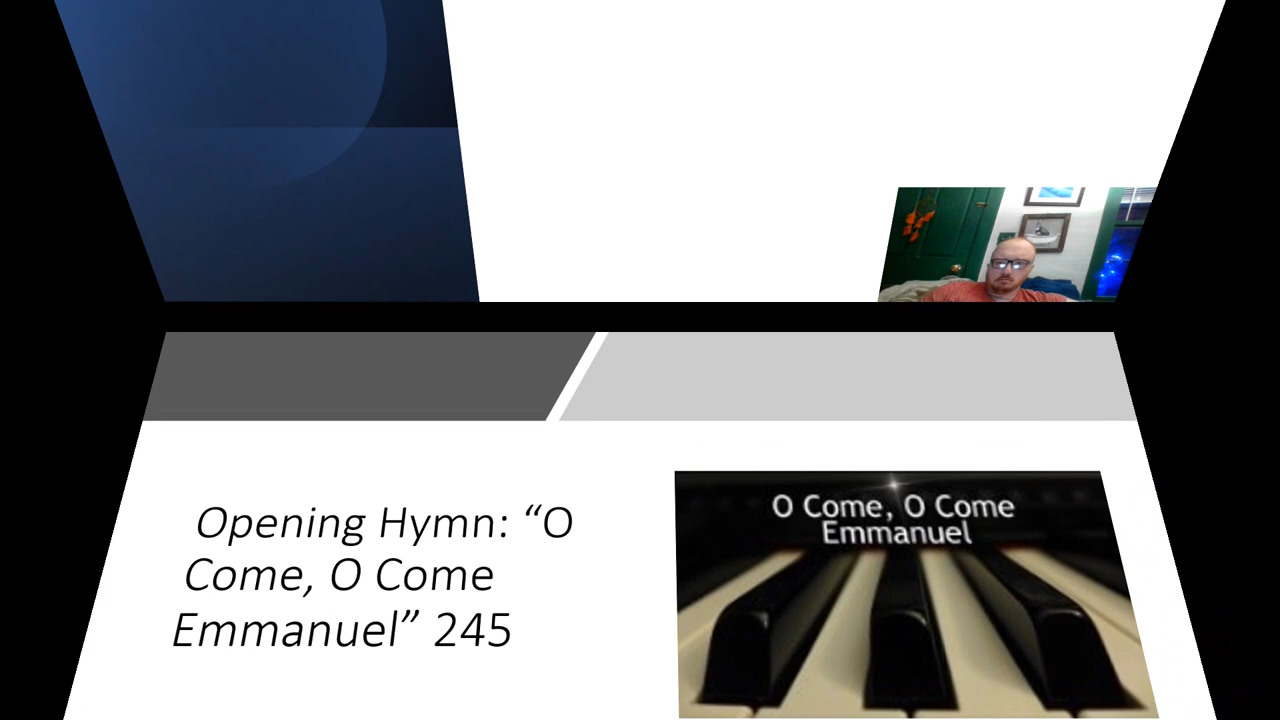 Opening Hymn: “O
Come, O Come
Emmanuel” 245
O Come, O Come
Emmanuel